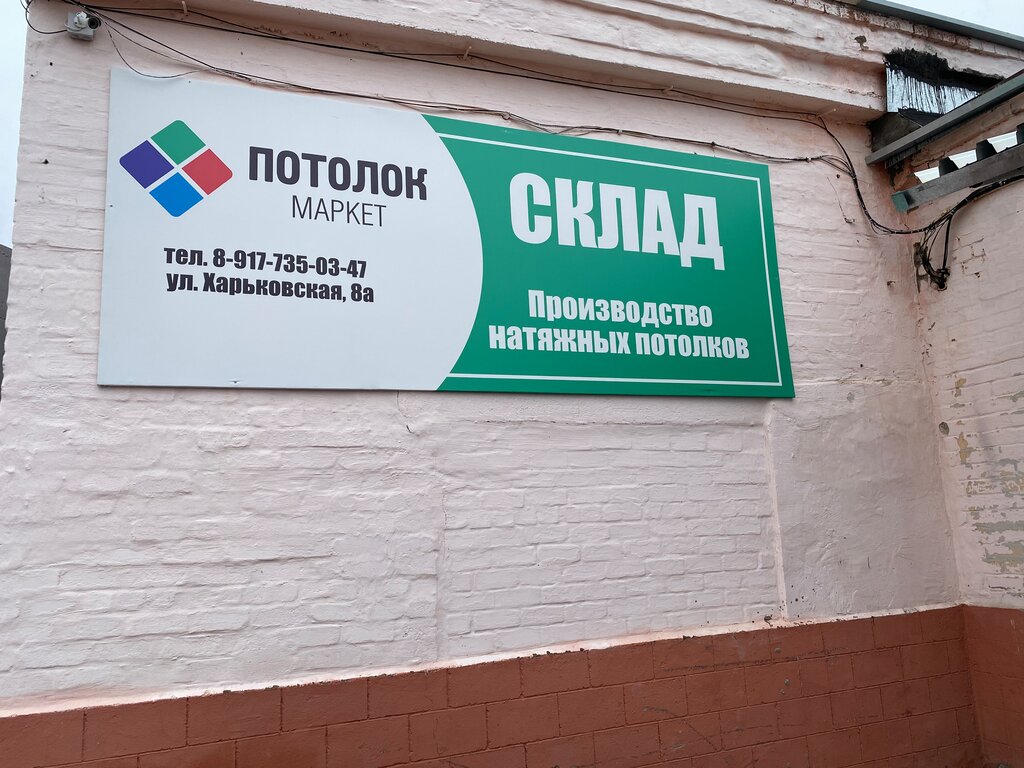 ПОТОЛОК
МАРКЕТ
тел. 8-917-735-03-47
ул. Харьковская, 8а
СКЛАД
Производство
натяжных потолков